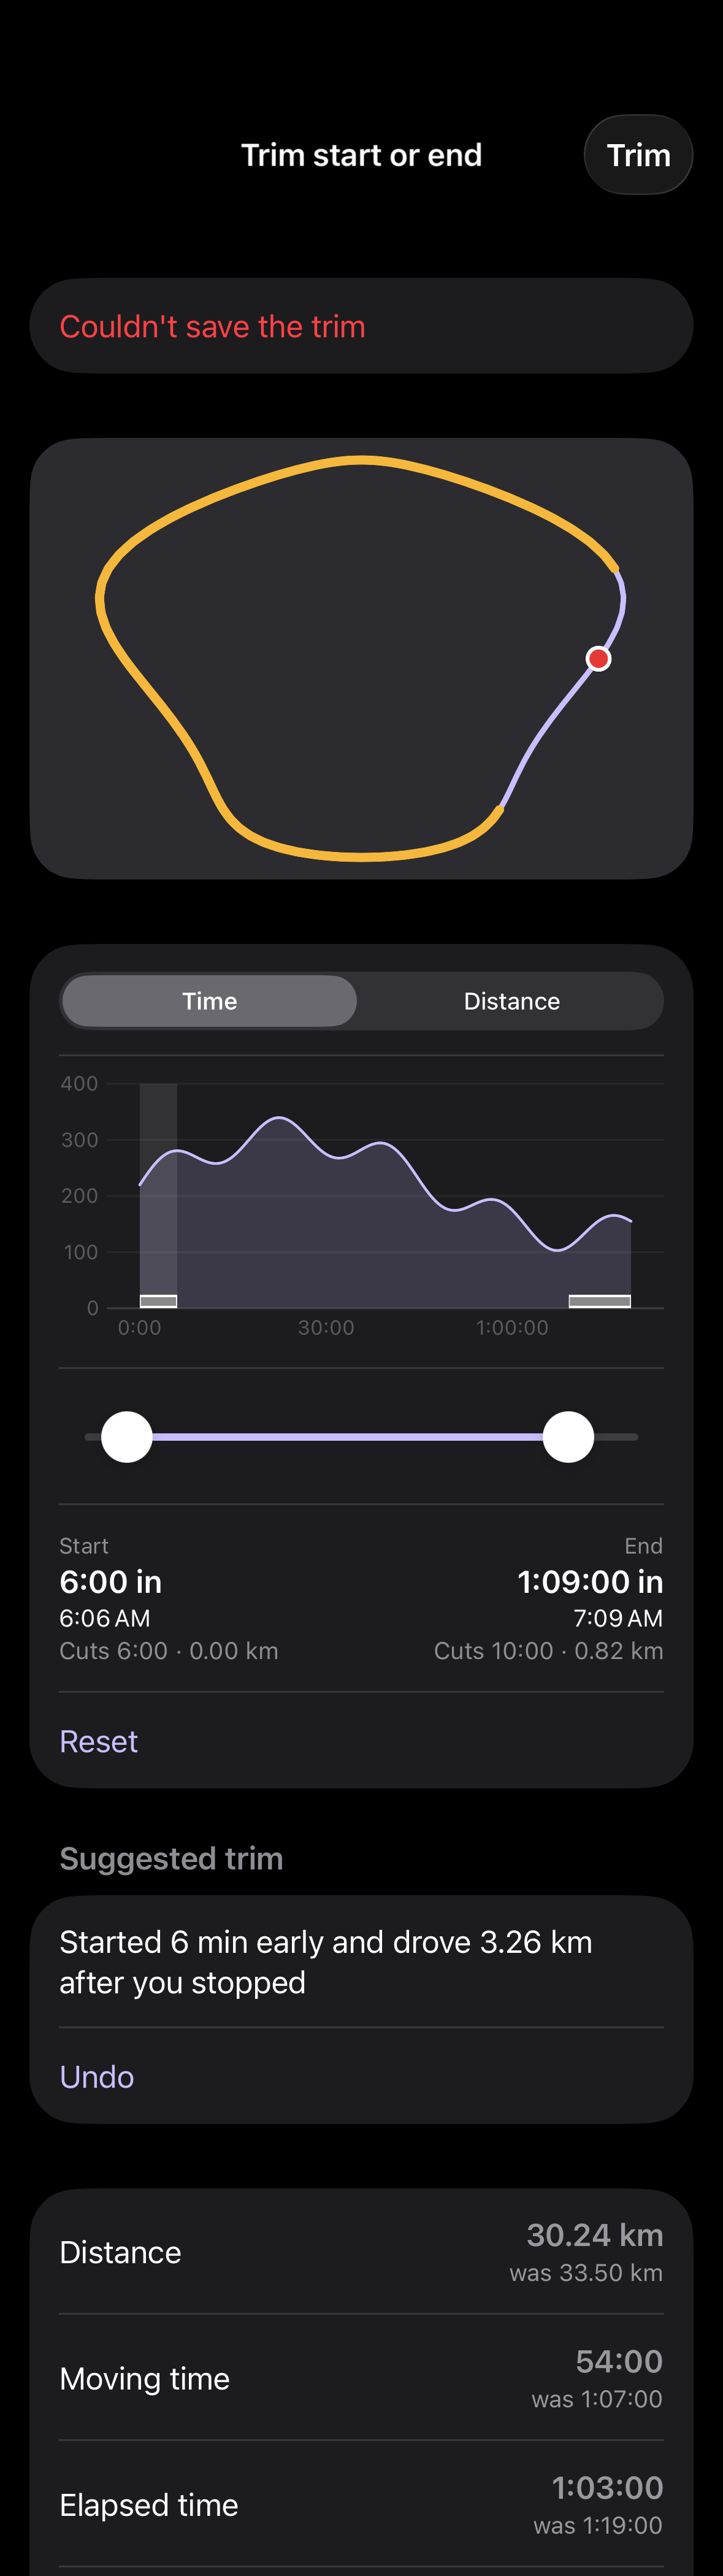 Trim start or end
Trim
Couldn't save the trim
Time
Distance
400
300
200
100
0
0:00
30:00
1:00:00
Start
End
6:00 in
1:09:00 in
6:06 AM
7:09 AM
Cuts 6:00 · 0.00 km
Cuts 10:00 · 0.82 km
Reset
Suggested trim
Started 6 min early and drove 3.26 km
after you stopped
Undo
Distance
30.24 km
was 33.50 km
Moving time
54:00
was 1:07:00
Elapsed time
1:03:00
was 1:19:00